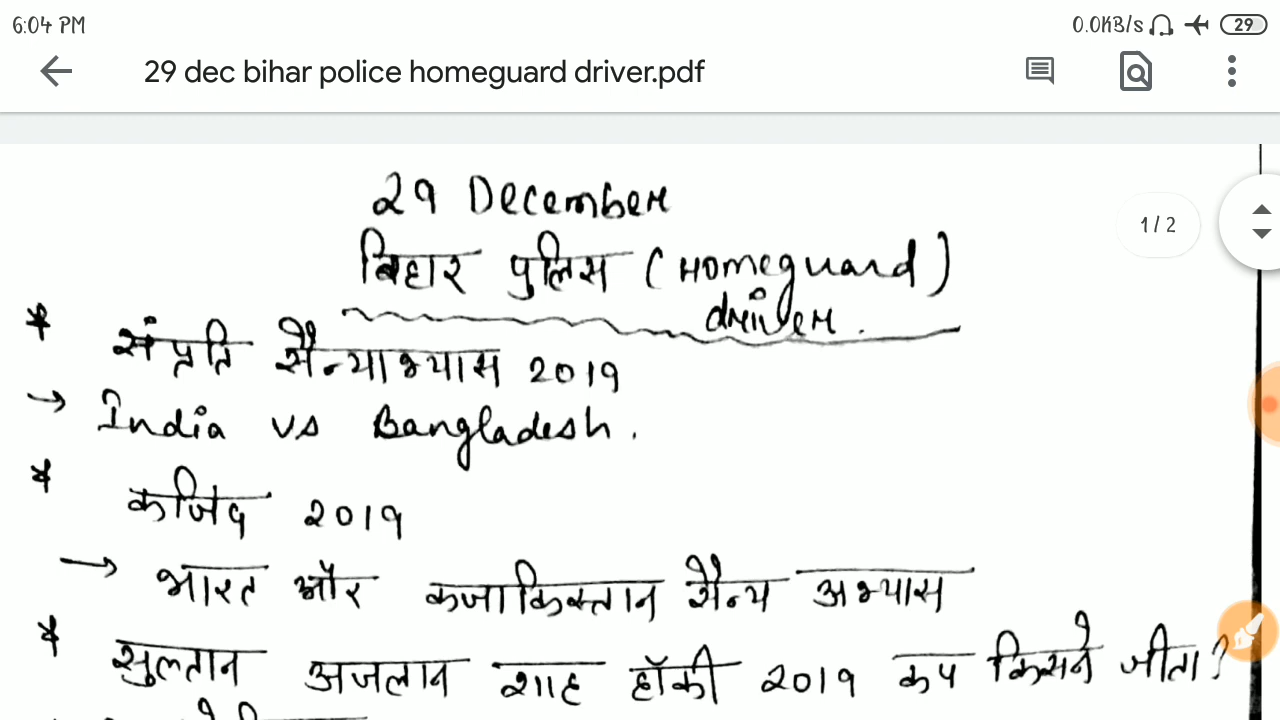 6:04 PM
0.0KB/s
29
29 dec bihar police homeguard driver.pdf
1/2
29 December
बिहार पुलिस (Homeguard)
driver.
* संप्रति सैन्याभ्यास 2019
→ India vs Bangladesh.
* कजिंद 2019
→ भारत और कजाकिस्तान सैन्य अभ्यास
* सुल्तान अजलान शाह हॉकी 2019 कप किसने जीता?